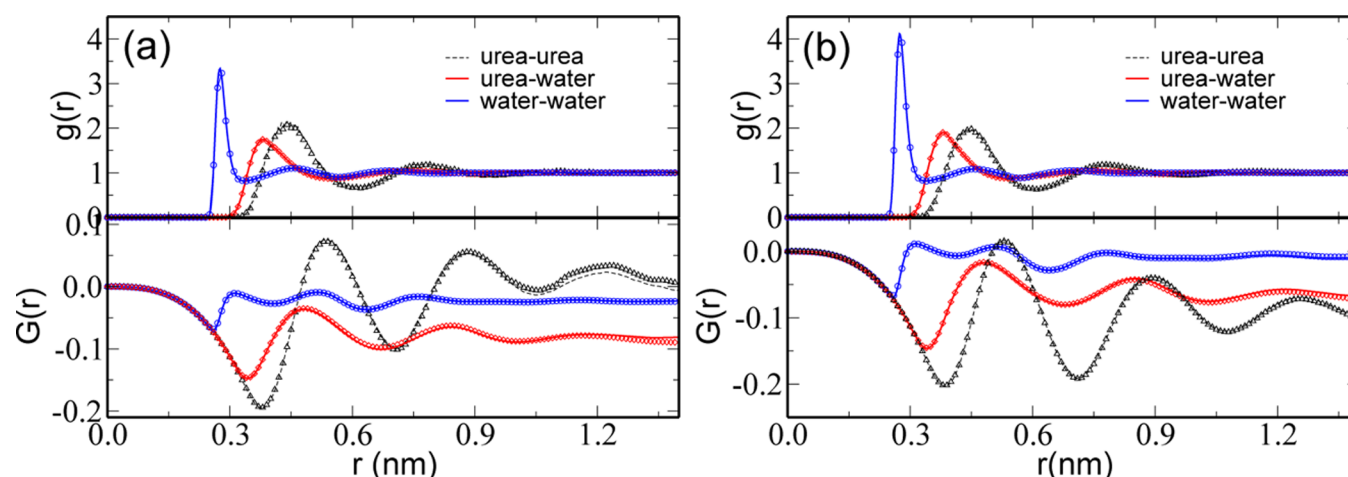 (a)
urea-urea
urea-water
water-water
g(r)
4
3
2
1
0
0.1
0.0
-0.1
-0.2
G(r)
0.0
0.3
0.6
0.9
1.2
r (nm)
(b)
urea-urea
urea-water
water-water
g(r)
4
3
2
1
0
0.0
-0.1
-0.2
G(r)
0.0
0.3
0.6
0.9
1.2
r(nm)